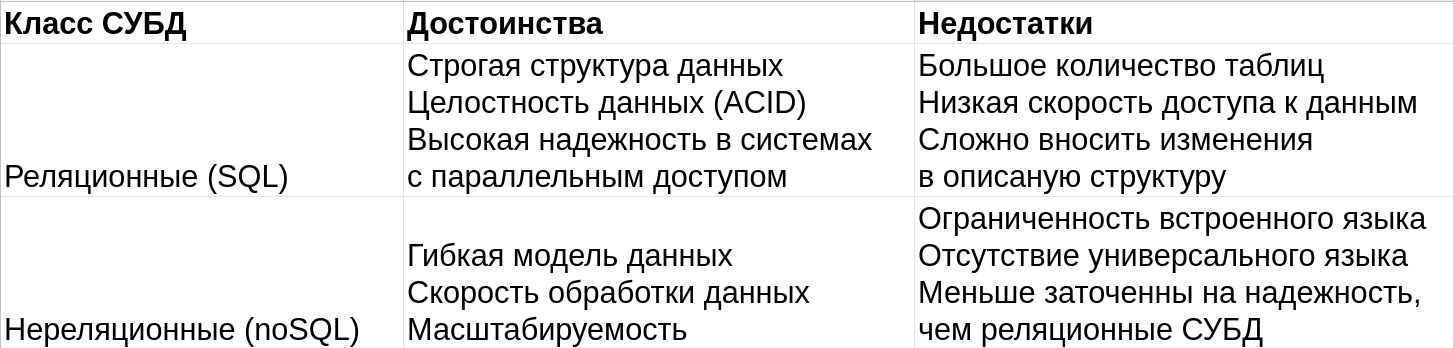 Класс СУБД
Достоинства
Недостатки
Реляционные (SQL)
Строгая структура данных
Целостность данных (ACID)
Высокая надежность в системах
с параллельным доступом
Большое количество таблиц
Низкая скорость доступа к данным
Сложно вносить изменения
в описаную структуру
Нереляционные (noSQL)
Гибкая модель данных
Скорость обработки данных
Масштабируемость
Ограниченность встроенного языка
Отсутствие универсального языка
Меньше заточенны на надежность,
чем реляционные СУБД